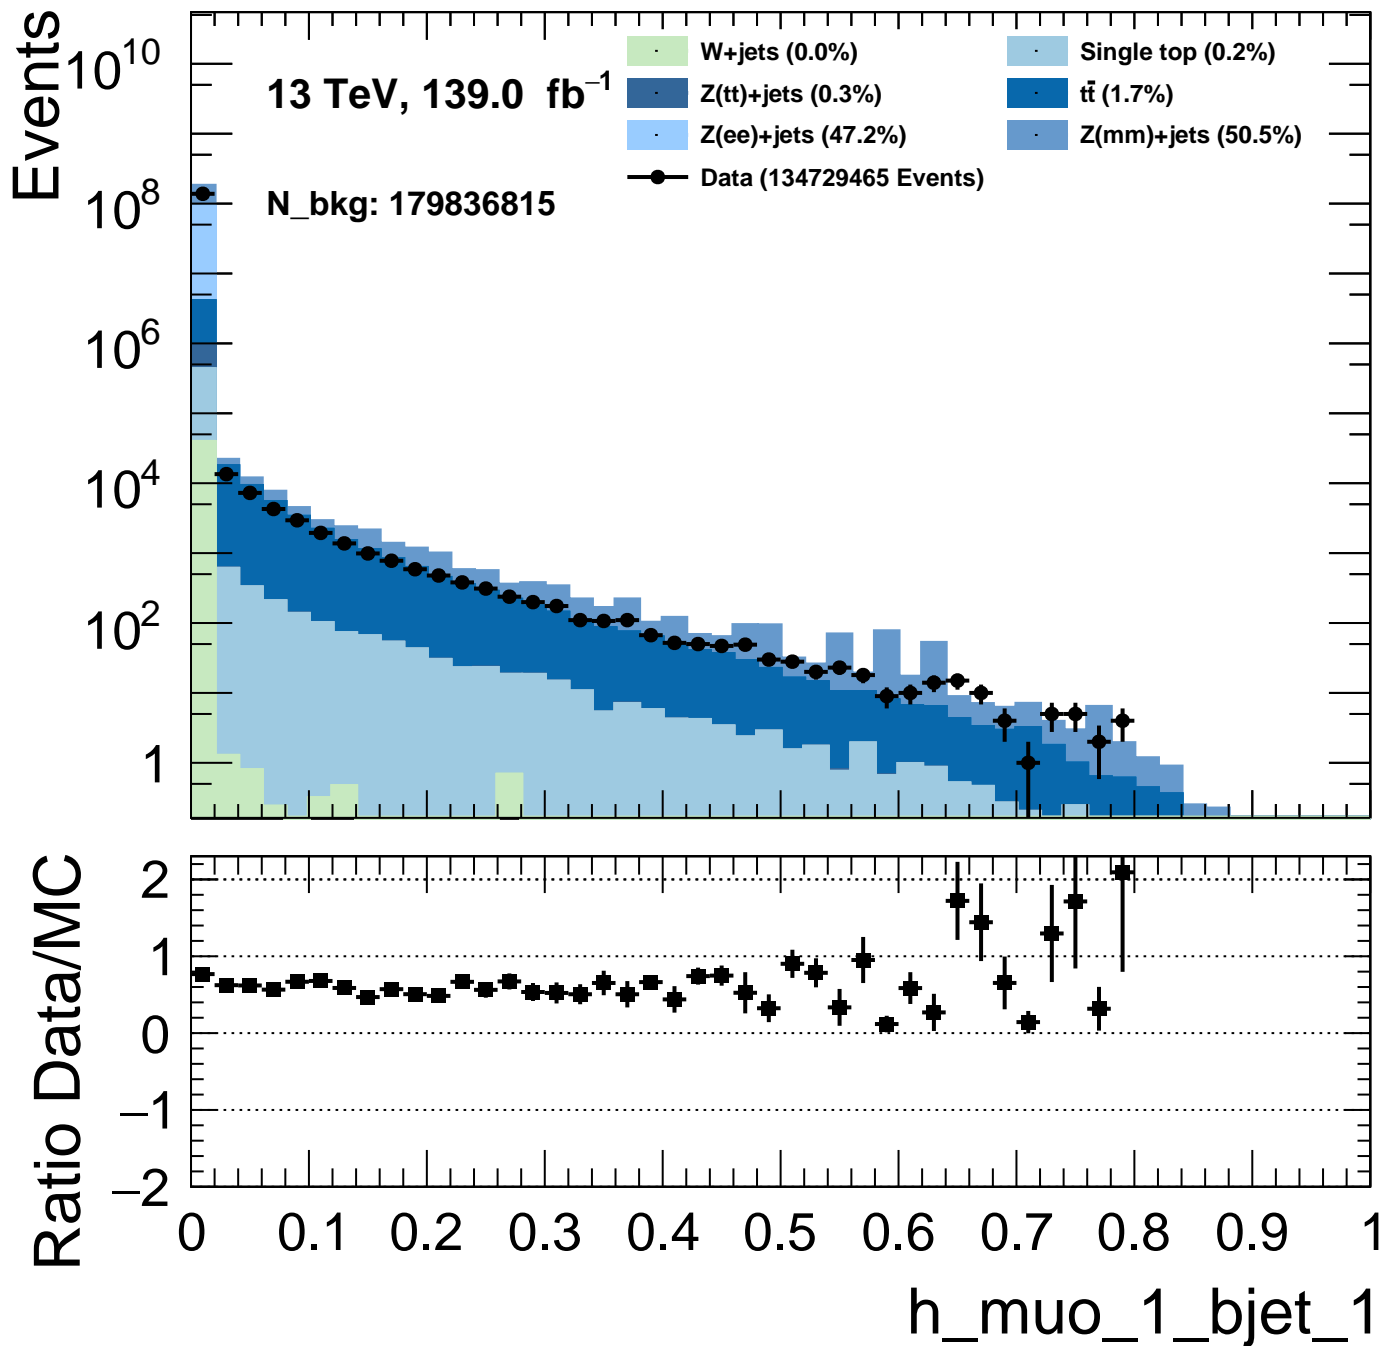 Events
10^10
10^8
10^6
10^4
10^2
1
13 TeV, 139.0 fb^−1
N_bkg: 179836815
W+jets (0.0%)
Single top (0.2%)
Z(tt)+jets (0.3%)
tt̄ (1.7%)
Z(ee)+jets (47.2%)
Z(mm)+jets (50.5%)
Data (134729465 Events)
Ratio Data/MC
2
1
0
−1
−2
0 0.1 0.2 0.3 0.4 0.5 0.6 0.7 0.8 0.9 1
h_muo_1_bjet_1